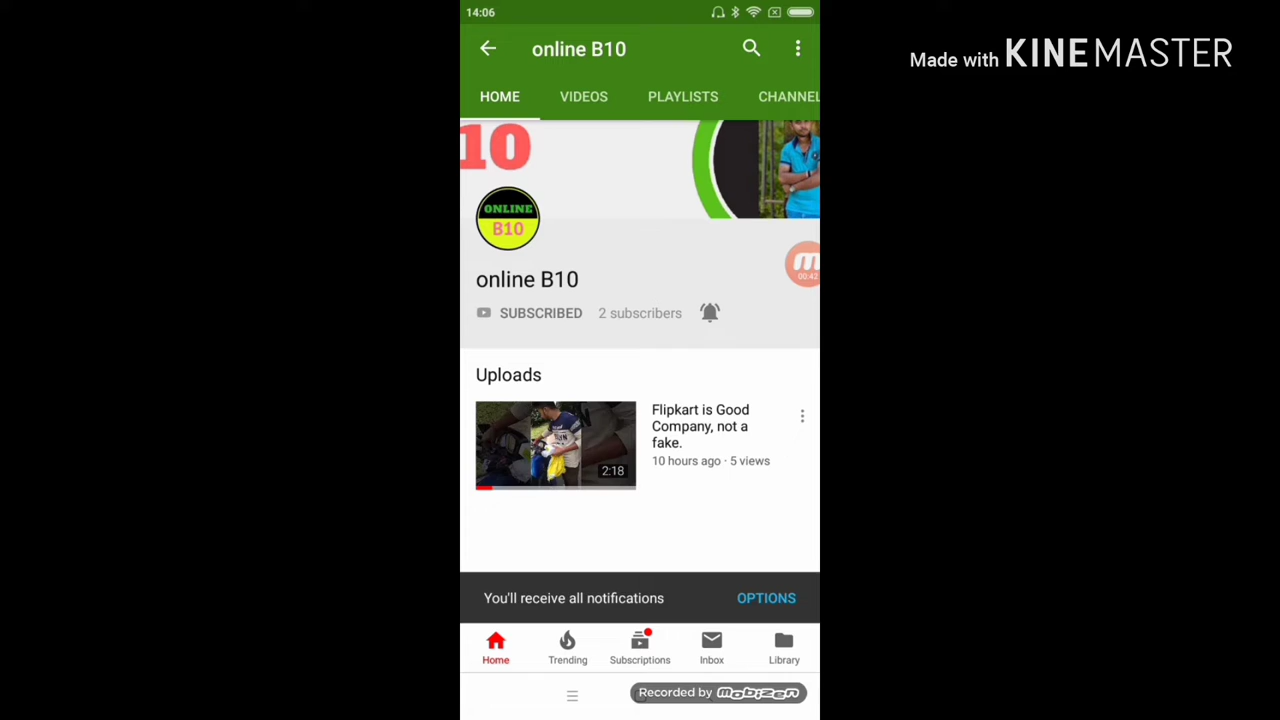 14:06
Made with KINEMASTER
online B10
HOME VIDEOS PLAYLISTS CHANNEL
10
ONLINE
B10
00:42
online B10
SUBSCRIBED 2 subscribers
Uploads
Flipkart is Good
Company, not a
fake.
10 hours ago · 5 views
2:18
You'll receive all notifications OPTIONS
Home Trending Subscriptions Inbox Library
Recorded by mobizen